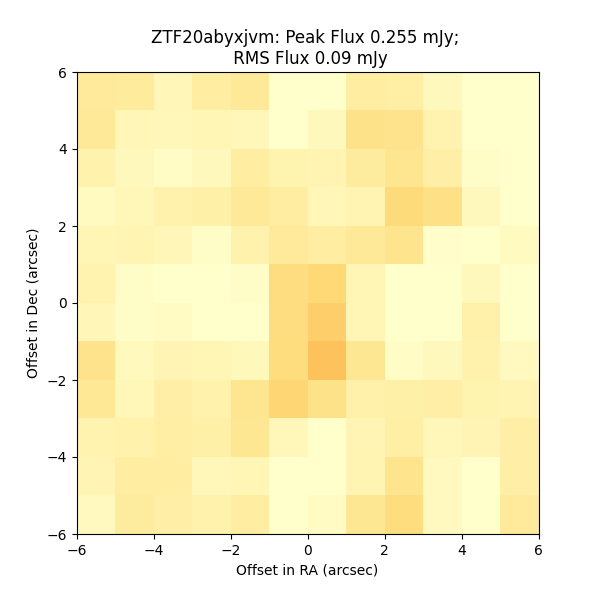 ZTF20abyxjvm: Peak Flux 0.255 mJy;
RMS Flux 0.09 mJy
6
4
2
0
−2
−4
−6
Offset in Dec (arcsec)
−6 −4 −2 0 2 4 6
Offset in RA (arcsec)